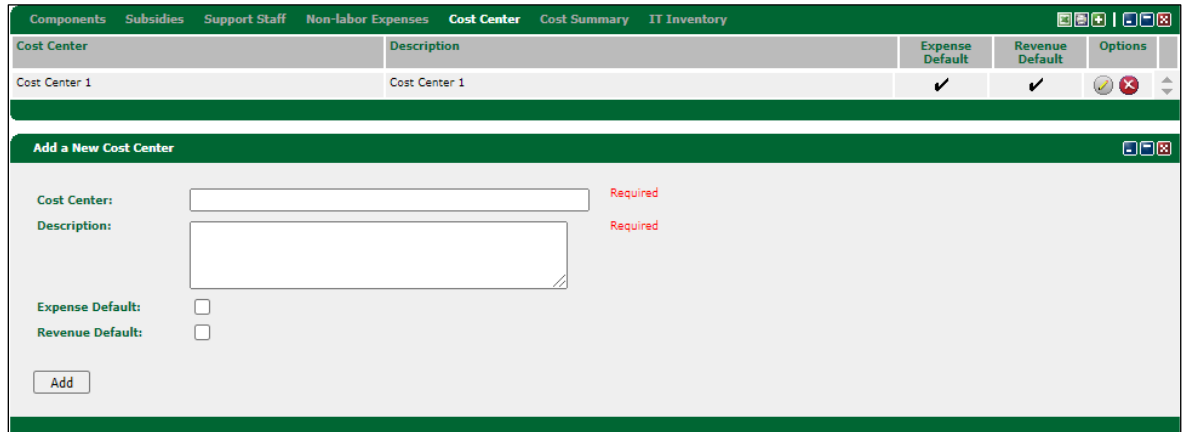 Components Subsidies Support Staff Non-labor Expenses Cost Center Cost Summary IT Inventory
Cost Center Description Expense Default Revenue Default Options
Cost Center 1 Cost Center 1 ✔ ✔
Add a New Cost Center
Cost Center: Required
Description: Required
Expense Default:
Revenue Default:
Add